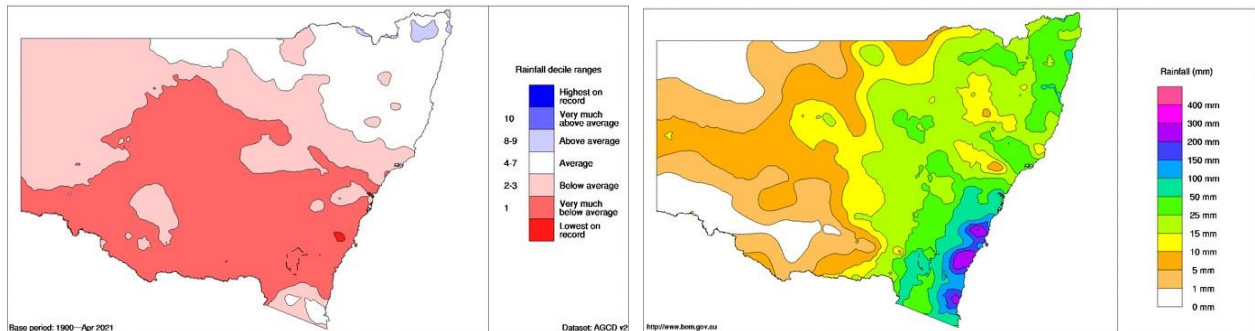 Rainfall decile ranges
Highest on
record
10
Very much
above average
8-9
Above average
4-7
Average
2-3
Below average
1
Very much
below average
Lowest on
record
Base period: 1900—Apr 2021
Dataset: AGCD v2
Rainfall (mm)
400 mm
300 mm
200 mm
150 mm
100 mm
50 mm
25 mm
15 mm
10 mm
5 mm
1 mm
0 mm
http://www.bom.gov.au